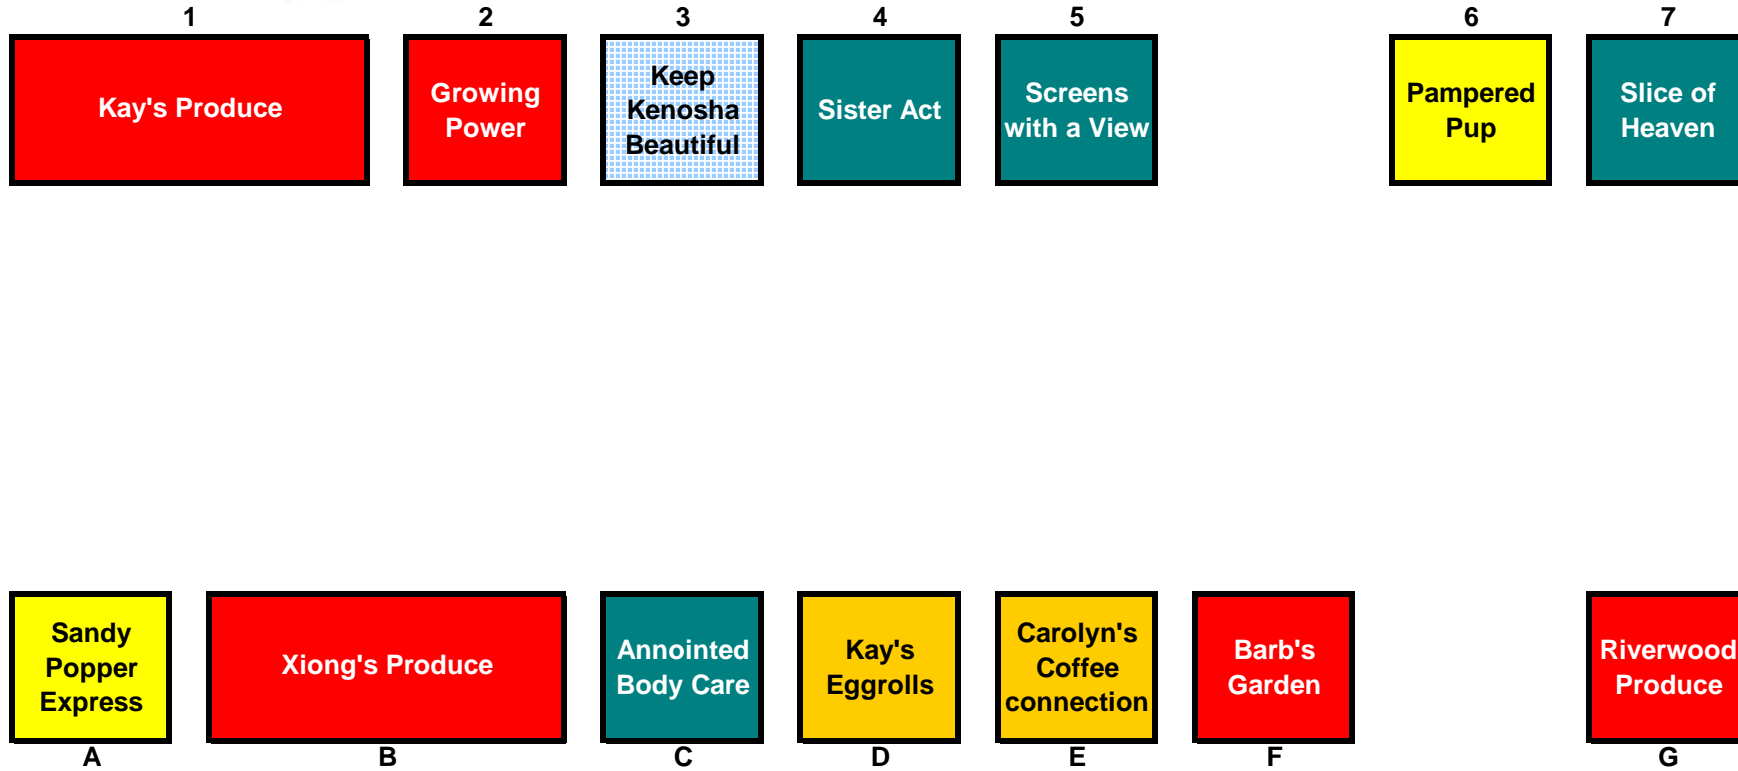 1 2 3 4 5 6 7
Kay's Produce
Growing
Power
Keep
Kenosha
Beautiful
Sister Act
Screens
with a View
Pampered
Pup
Slice of
Heaven
Sandy
Popper
Express
Xiong's Produce
Annointed
Body Care
Kay's
Eggrolls
Carolyn's
Coffee
connection
Barb's
Garden
Riverwood
Produce
A B C D E F G